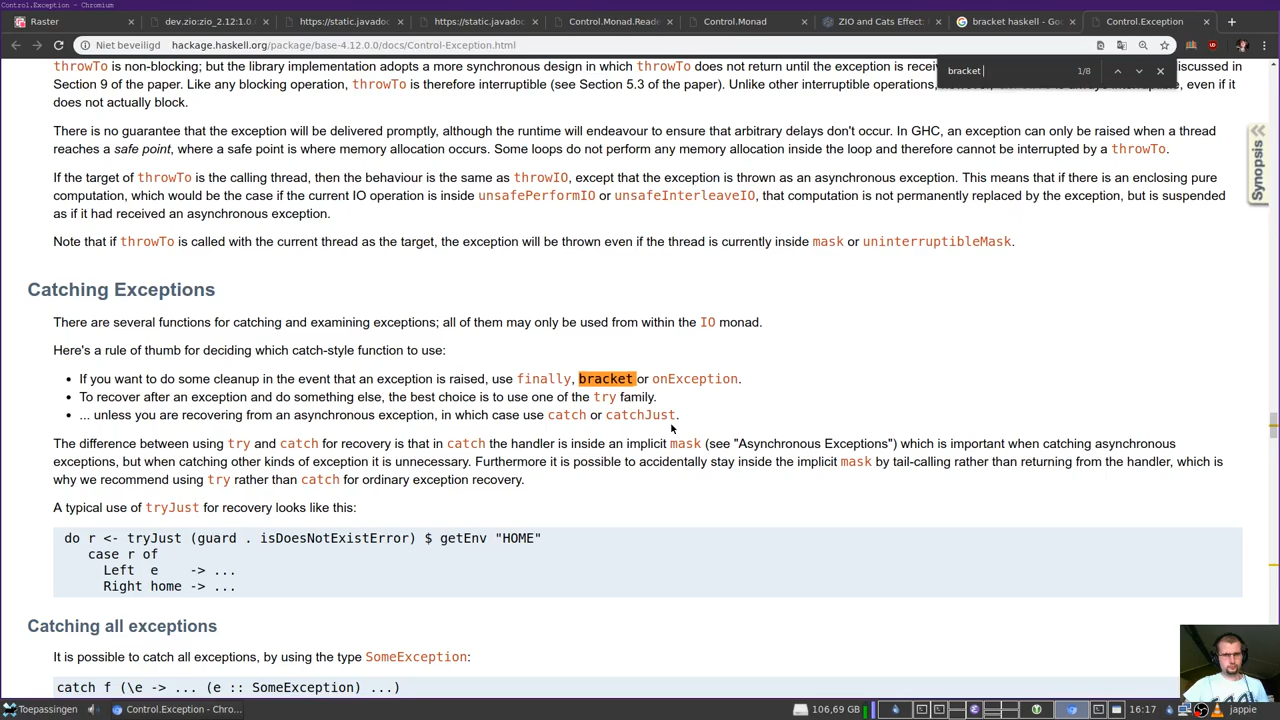 Control.Exception - Chromium
Raster
dev.zio:zio_2.12:1.0.
https://static.javadoc
https://static.javadoc
Control.Monad.Reade
Control.Monad
ZIO and Cats Effect:
bracket haskell - Goo
Control.Exception
Niet beveiligd hackage.haskell.org/package/base-4.12.0.0/docs/Control-Exception.html
bracket 1/8
throwTo is non-blocking; but the library implementation adopts a more synchronous design in which throwTo does not return until the exception is recei iscussed in
Section 9 of the paper. Like any blocking operation, throwTo is therefore interruptible (see Section 5.3 of the paper). Unlike other interruptible operations, even if it
does not actually block.
There is no guarantee that the exception will be delivered promptly, although the runtime will endeavour to ensure that arbitrary delays don't occur. In GHC, an exception can only be raised when a thread
reaches a safe point, where a safe point is where memory allocation occurs. Some loops do not perform any memory allocation inside the loop and therefore cannot be interrupted by a throwTo.
Synopsis
If the target of throwTo is the calling thread, then the behaviour is the same as throwIO, except that the exception is thrown as an asynchronous exception. This means that if there is an enclosing pure
computation, which would be the case if the current IO operation is inside unsafePerformIO or unsafeInterleaveIO, that computation is not permanently replaced by the exception, but is suspended
as if it had received an asynchronous exception.
Note that if throwTo is called with the current thread as the target, the exception will be thrown even if the thread is currently inside mask or uninterruptibleMask.
Catching Exceptions
There are several functions for catching and examining exceptions; all of them may only be used from within the IO monad.
Here's a rule of thumb for deciding which catch-style function to use:
• If you want to do some cleanup in the event that an exception is raised, use finally, bracket or onException.
• To recover after an exception and do something else, the best choice is to use one of the try family.
• ... unless you are recovering from an asynchronous exception, in which case use catch or catchJust.
The difference between using try and catch for recovery is that in catch the handler is inside an implicit mask (see "Asynchronous Exceptions") which is important when catching asynchronous
exceptions, but when catching other kinds of exception it is unnecessary. Furthermore it is possible to accidentally stay inside the implicit mask by tail-calling rather than returning from the handler, which is
why we recommend using try rather than catch for ordinary exception recovery.
A typical use of tryJust for recovery looks like this:
do r <- tryJust (guard . isDoesNotExistError) $ getEnv "HOME"
case r of
Left e -> ...
Right home -> ...
Catching all exceptions
It is possible to catch all exceptions, by using the type SomeException:
catch f (\e -> ... (e :: SomeException) ...)
Toepassingen
Control.Exception - Chro...
106,69 GB
16:17
jappie